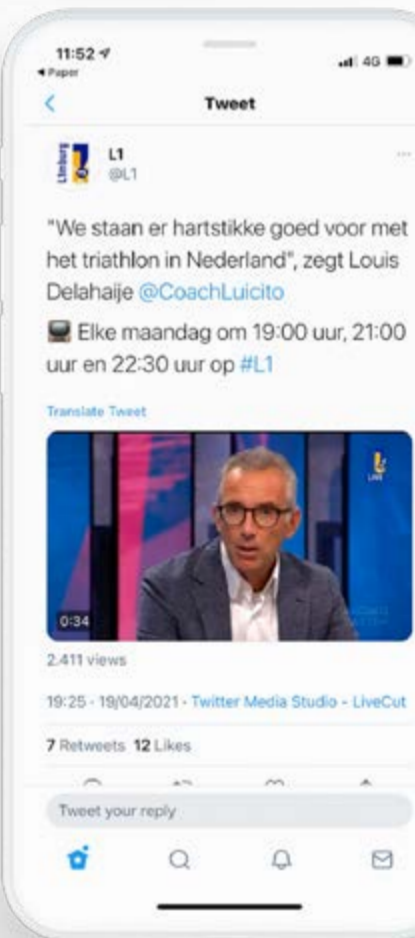 11:52
4G
Paper
Tweet
L1mburg
L1
@L1
"We staan er hartstikke goed voor met
het triathlon in Nederland", zegt Louis
Delahaije @CoachLuicito
Elke maandag om 19:00 uur, 21:00
uur en 22:30 uur op #L1
Translate Tweet
LIVE
0:34
2.411 views
19:25 · 19/04/2021 · Twitter Media Studio - LiveCut
7 Retweets 12 Likes
Tweet your reply